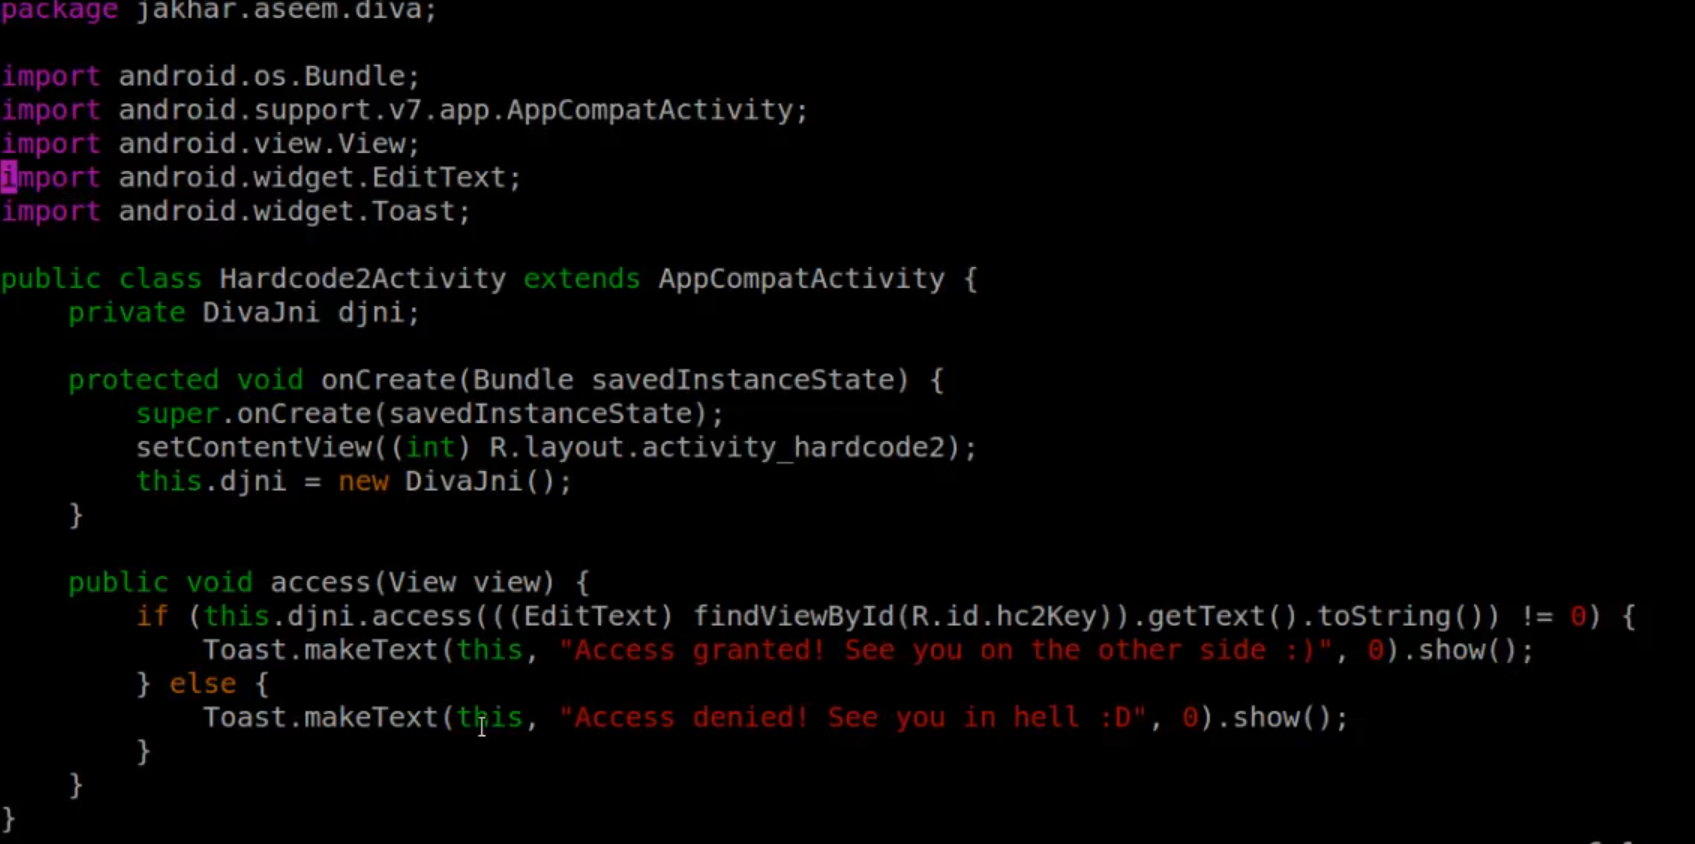 package jakhar.aseem.diva;
import android.os.Bundle;
import android.support.v7.app.AppCompatActivity;
import android.view.View;
import android.widget.EditText;
import android.widget.Toast;
public class Hardcode2Activity extends AppCompatActivity {
    private DivaJni djni;
    protected void onCreate(Bundle savedInstanceState) {
        super.onCreate(savedInstanceState);
        setContentView((int) R.layout.activity_hardcode2);
        this.djni = new DivaJni();
    }
    public void access(View view) {
        if (this.djni.access(((EditText) findViewById(R.id.hc2Key)).getText().toString()) != 0) {
            Toast.makeText(this, "Access granted! See you on the other side :)", 0).show();
        } else {
            Toast.makeText(this, "Access denied! See you in hell :D", 0).show();
        }
    }
}